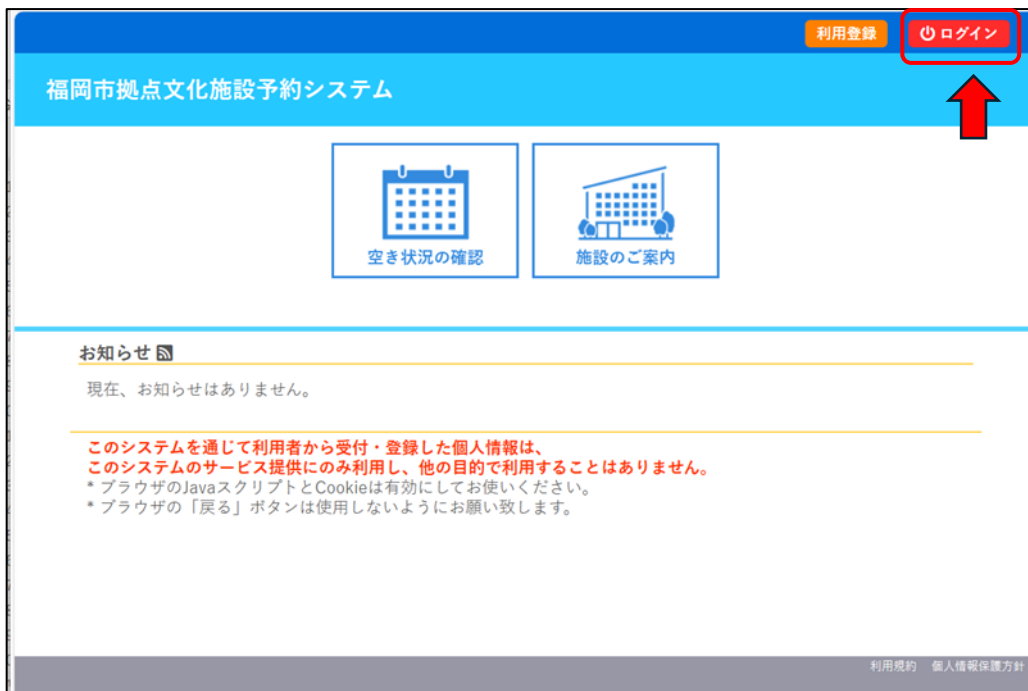 利用登録
ログイン
福岡市拠点文化施設予約システム
空き状況の確認
施設のご案内
お知らせ
現在、お知らせはありません。
このシステムを通じて利用者から受付・登録した個人情報は、
このシステムのサービス提供にのみ利用し、他の目的で利用することはありません。
* ブラウザのJavaスクリプトとCookieは有効にしてお使いください。
* ブラウザの「戻る」ボタンは使用しないようにお願い致します。
利用規約 個人情報保護方針